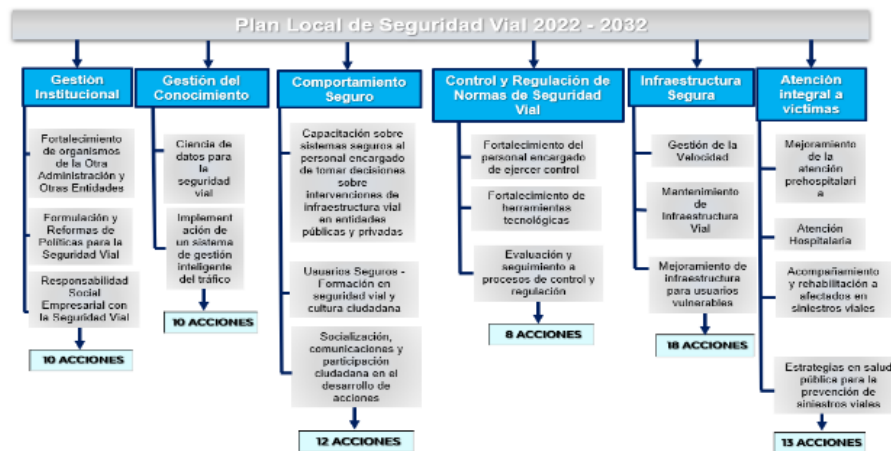 Plan Local de Seguridad Vial 2022 - 2032
Gestión
Institucional
Fortalecimiento
de organismos
de la Otra
Administración y
Otras Entidades
Formulación y
Reformas de
Políticas para la
Seguridad Vial
Responsabilidad
Social
Empresarial con
la Seguridad Vial
10 ACCIONES
Gestión del
Conocimiento
Ciencia de
datos para
la
seguridad
vial
Implement
ación de
un sistema
de gestión
inteligente
del tráfico
10 ACCIONES
Comportamiento
Seguro
Capacitación sobre
sistemas seguros al
personal encargado
de tomar decisiones
sobre
intervenciones de
infraestructura vial
en entidades
públicas y privadas
Usuarios Seguros -
Formación en
seguridad vial y
cultura ciudadana
Socialización,
comunicaciones y
participación
ciudadana en el
desarrollo de
acciones
12 ACCIONES
Control y Regulación de
Normas de Seguridad
Vial
Fortalecimiento del
personal encargado
de ejercer control
Fortalecimiento de
herramientas
tecnológicas
Evaluación y
seguimiento a
procesos de control y
regulación
8 ACCIONES
Infraestructura
Segura
Gestión de la
Velocidad
Mantenimiento
de
Infraestructura
Vial
Mejoramiento de
infraestructura
para usuarios
vulnerables
18 ACCIONES
Atención
integral a
víctimas
Mejoramiento
de la
atención
prehospitalari
a
Atención
Hospitalaria
Acompañamiento
y rehabilitación a
afectados en
siniestros viales
Estrategias en salud
pública para la
prevención de
siniestros viales
13 ACCIONES